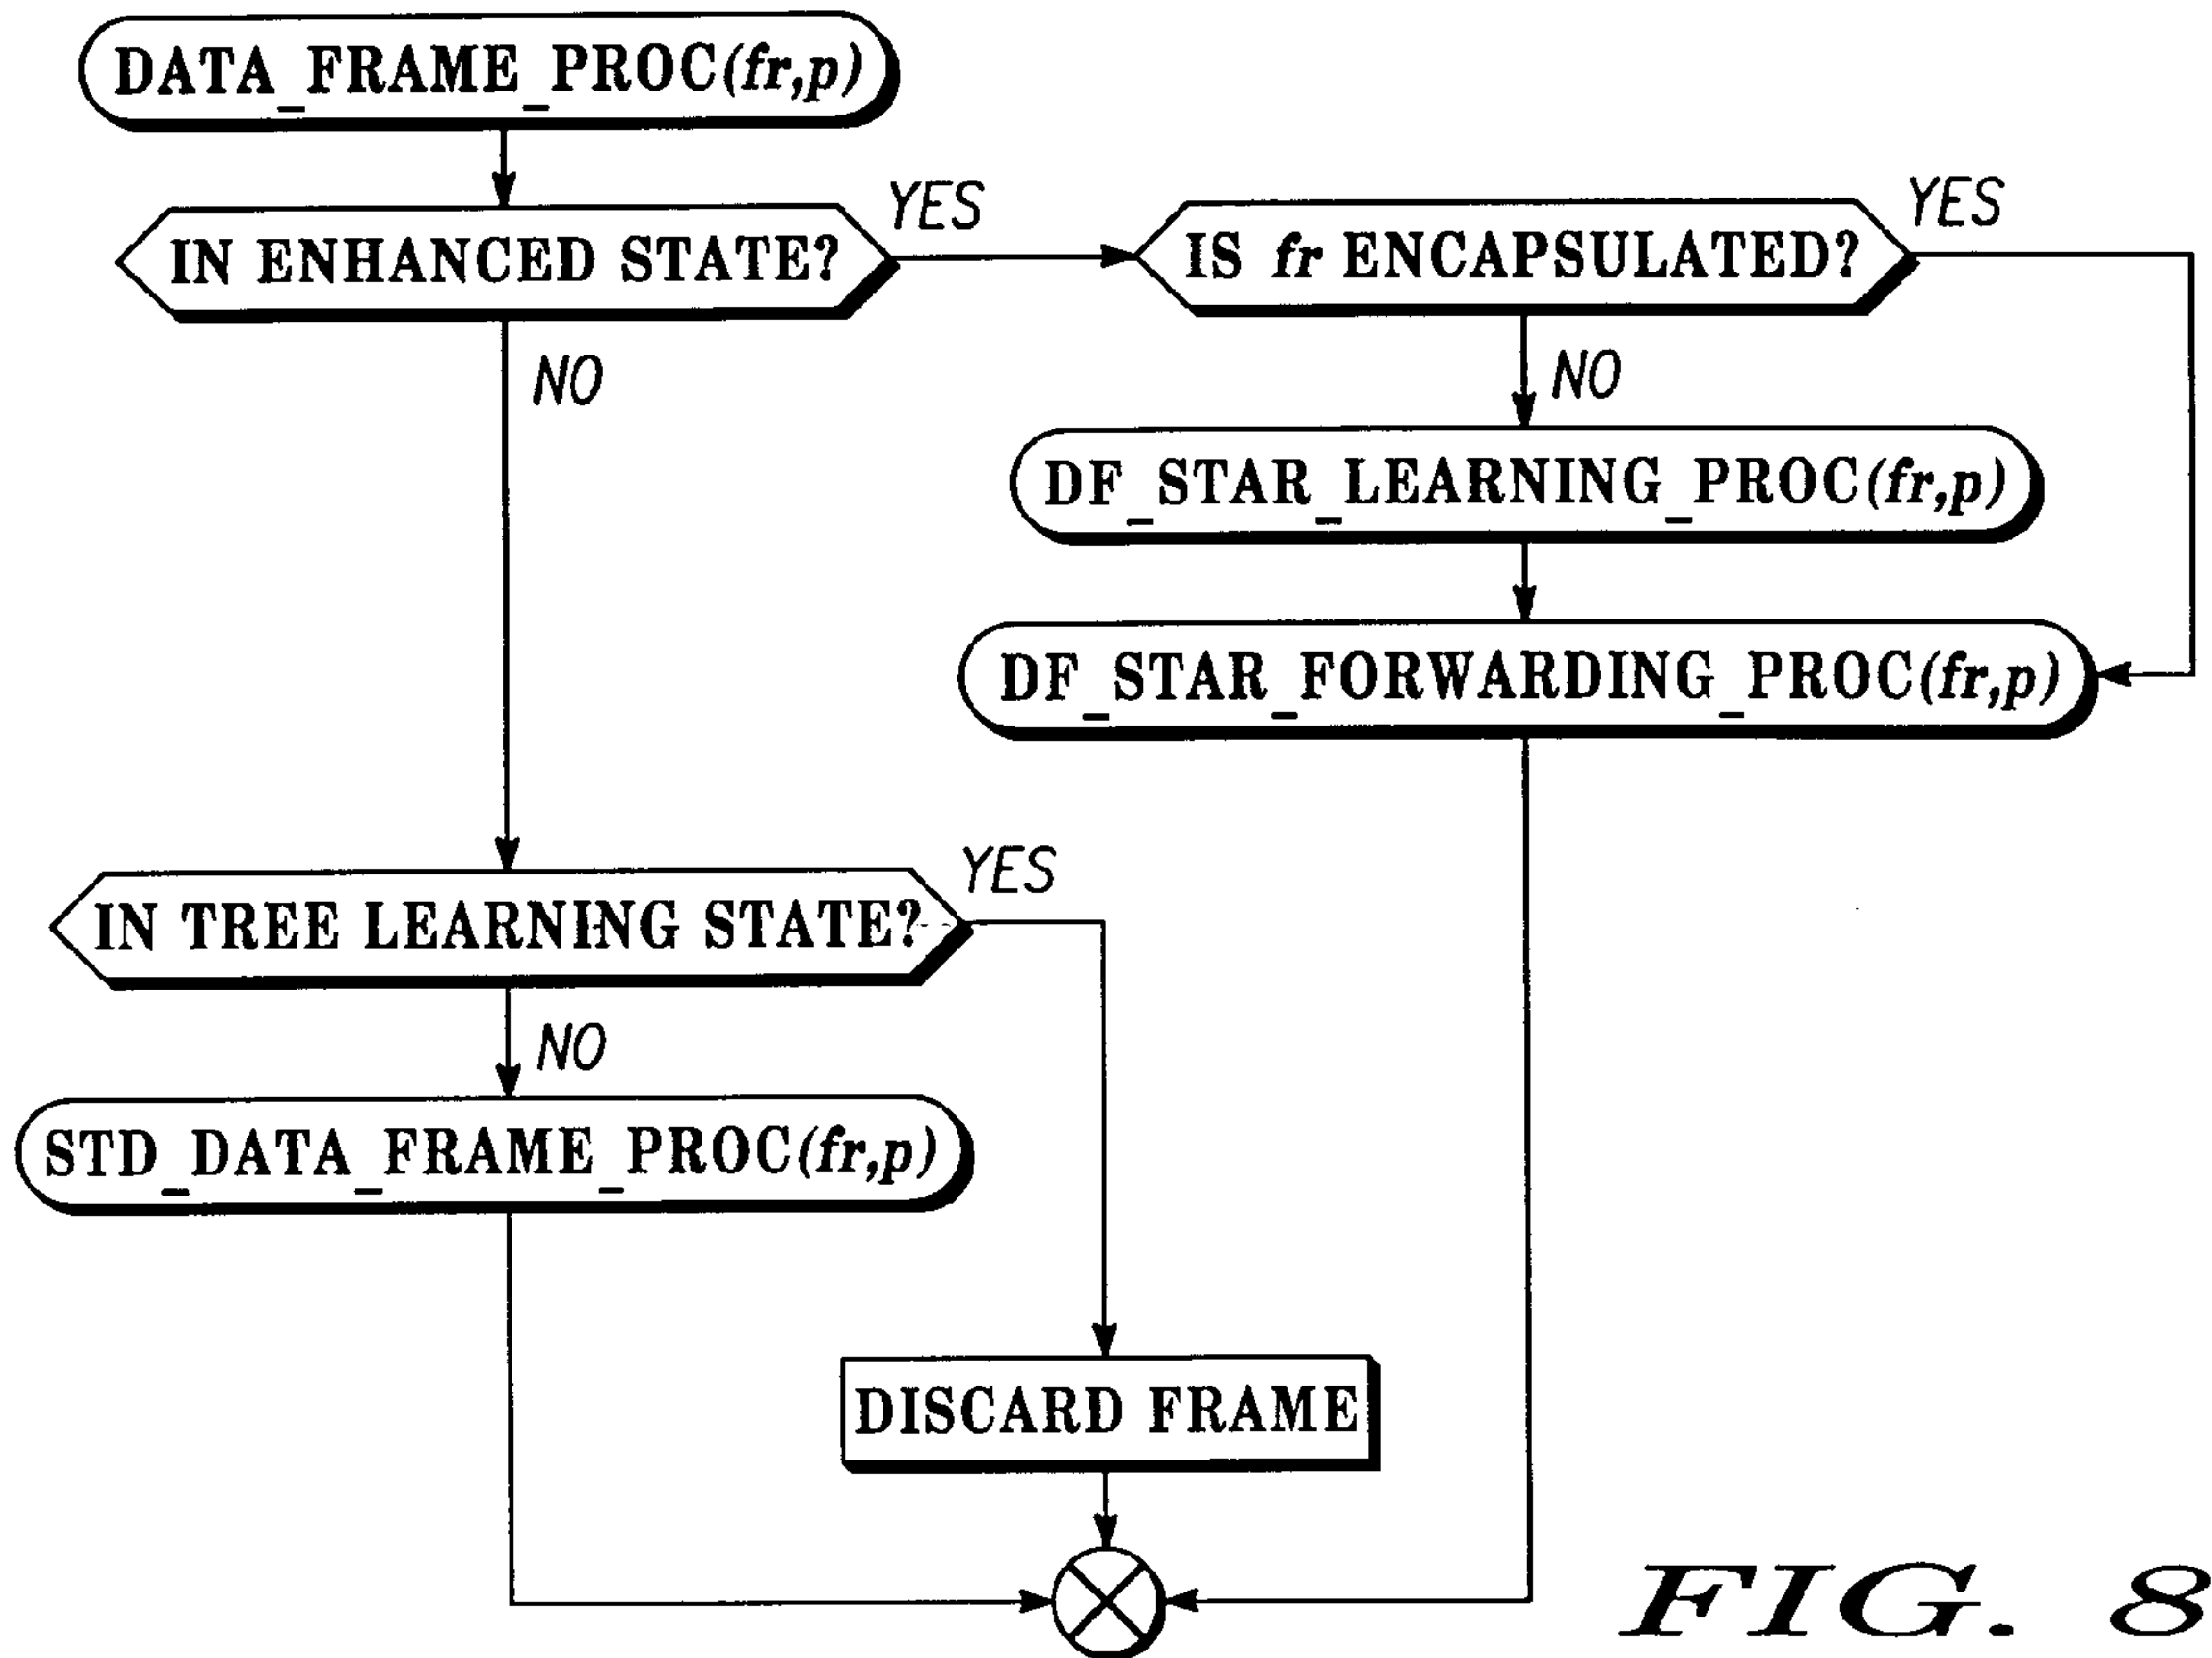 DATA_FRAME_PROC(fr,p)
IN ENHANCED STATE?
YES
IS fr ENCAPSULATED?
YES
NO
NO
DF_STAR_LEARNING_PROC(fr,p)
DF_STAR_FORWARDING_PROC(fr,p)
IN TREE LEARNING STATE?
YES
NO
STD_DATA_FRAME_PROC(fr,p)
DISCARD FRAME
FIG. 8